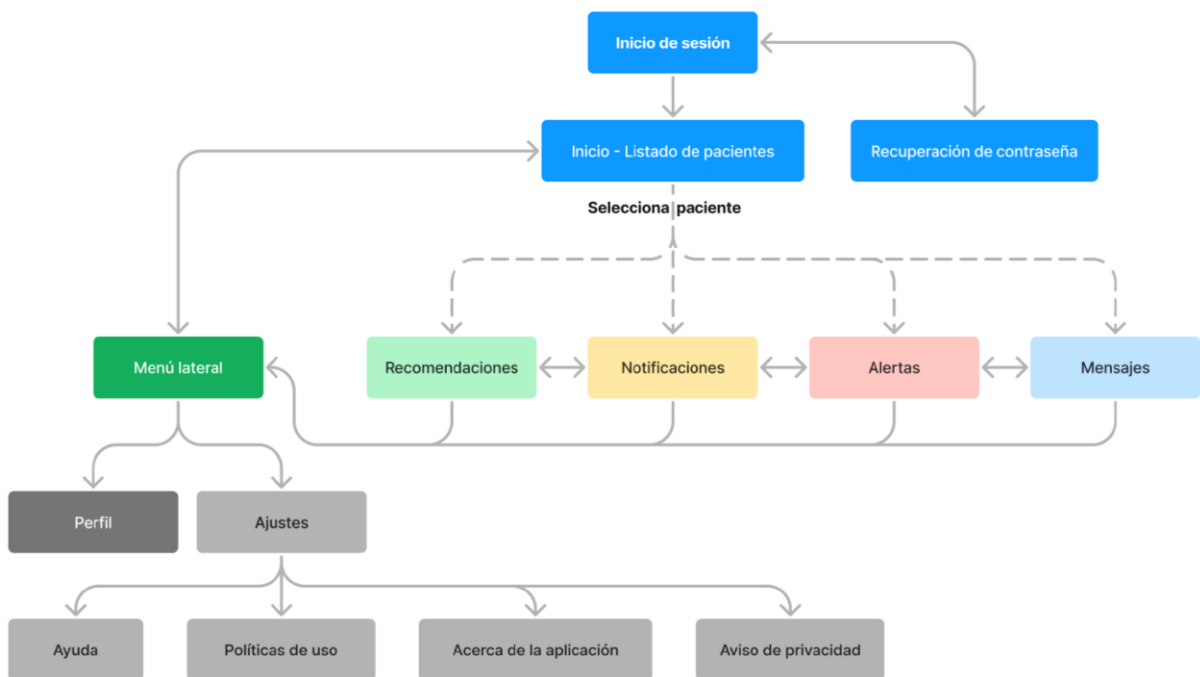 Inicio de sesión
Inicio - Listado de pacientes
Recuperación de contraseña
Selecciona paciente
Menú lateral
Recomendaciones
Notificaciones
Alertas
Mensajes
Perfil
Ajustes
Ayuda
Políticas de uso
Acerca de la aplicación
Aviso de privacidad